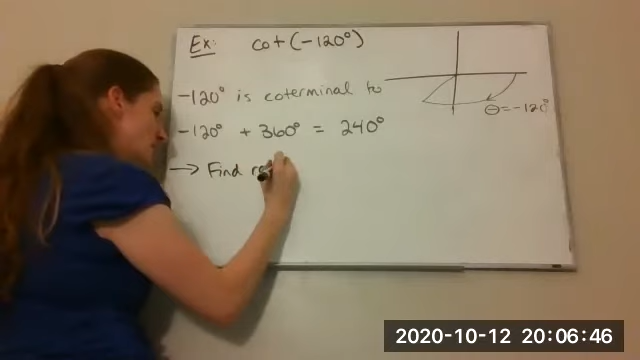 Ex: cot(-120°)
θ=-120°
-120° is coterminal to
-120° + 360° = 240°
→ Find
2020-10-12 20:06:46